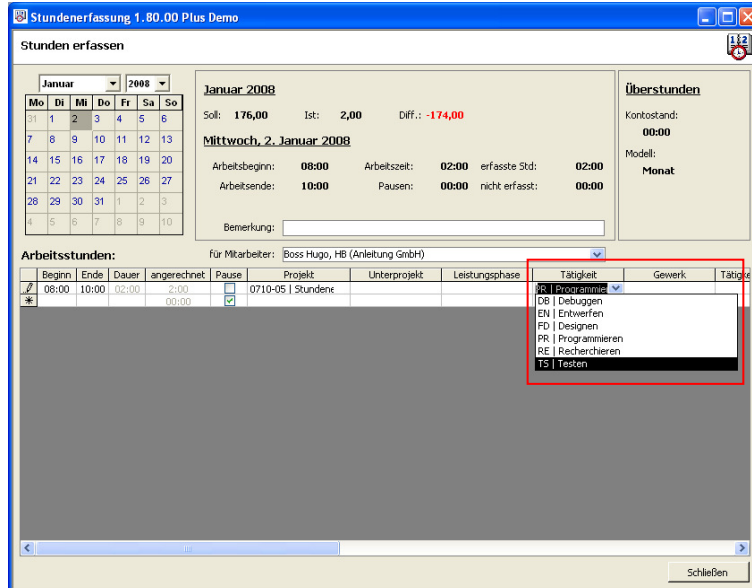 Stundenerfassung 1.80.00 Plus Demo
Stunden erfassen
Januar 2008
Mo Di Mi Do Fr Sa So
31 1 2 3 4 5 6
7 8 9 10 11 12 13
14 15 16 17 18 19 20
21 22 23 24 25 26 27
28 29 30 31 1 2 3
4 5 6 7 8 9 10
Januar 2008
Soll: 176,00 Ist: 2,00 Diff.: -174,00
Mittwoch, 2. Januar 2008
Arbeitsbeginn: 08:00 Arbeitszeit: 02:00 erfasste Std: 02:00
Arbeitsende: 10:00 Pausen: 00:00 nicht erfasst: 00:00
Bemerkung:
Überstunden
Kontostand:
00:00
Modell:
Monat
Arbeitsstunden: für Mitarbeiter: Boss Hugo, HB (Anleitung GmbH)
Beginn Ende Dauer angerechnet Pause Projekt Unterprojekt Leistungsphase Tätigkeit Gewerk Tätigke
08:00 10:00 02:00 2:00 0710-05 | Stundene PR | Programmie
00:00
DB | Debuggen
EN | Entwerfen
FD | Designen
PR | Programmieren
RE | Recherchieren
TS | Testen
Schließen